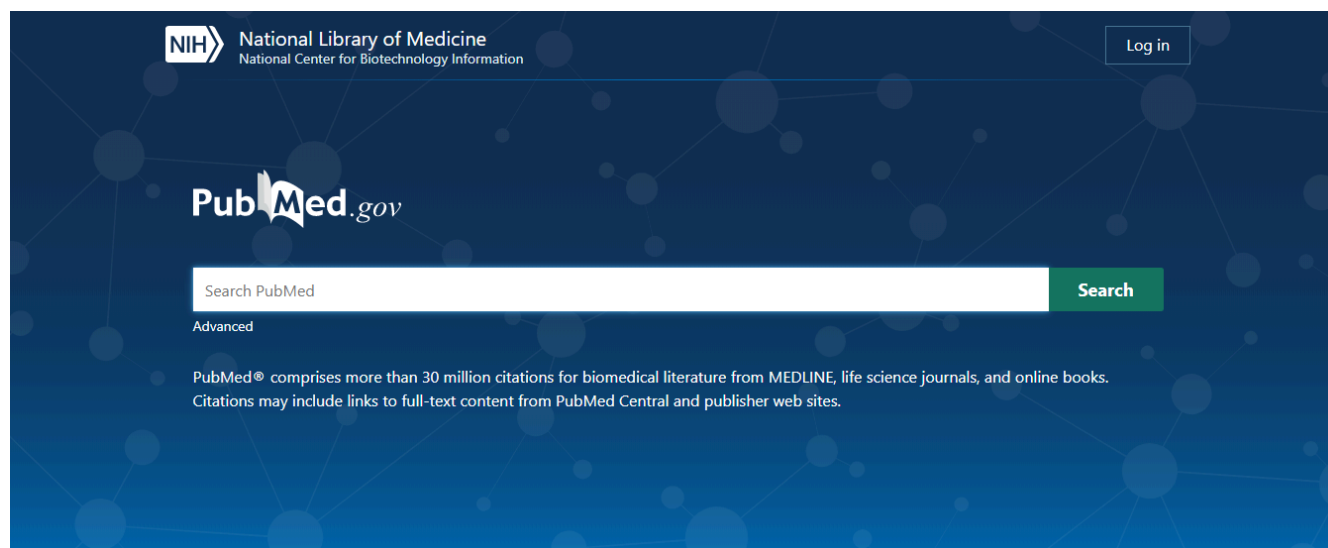 NIH
National Library of Medicine
National Center for Biotechnology Information
Log in
PubMed.gov
Search PubMed
Search
Advanced
PubMed® comprises more than 30 million citations for biomedical literature from MEDLINE, life science journals, and online books.
Citations may include links to full-text content from PubMed Central and publisher web sites.